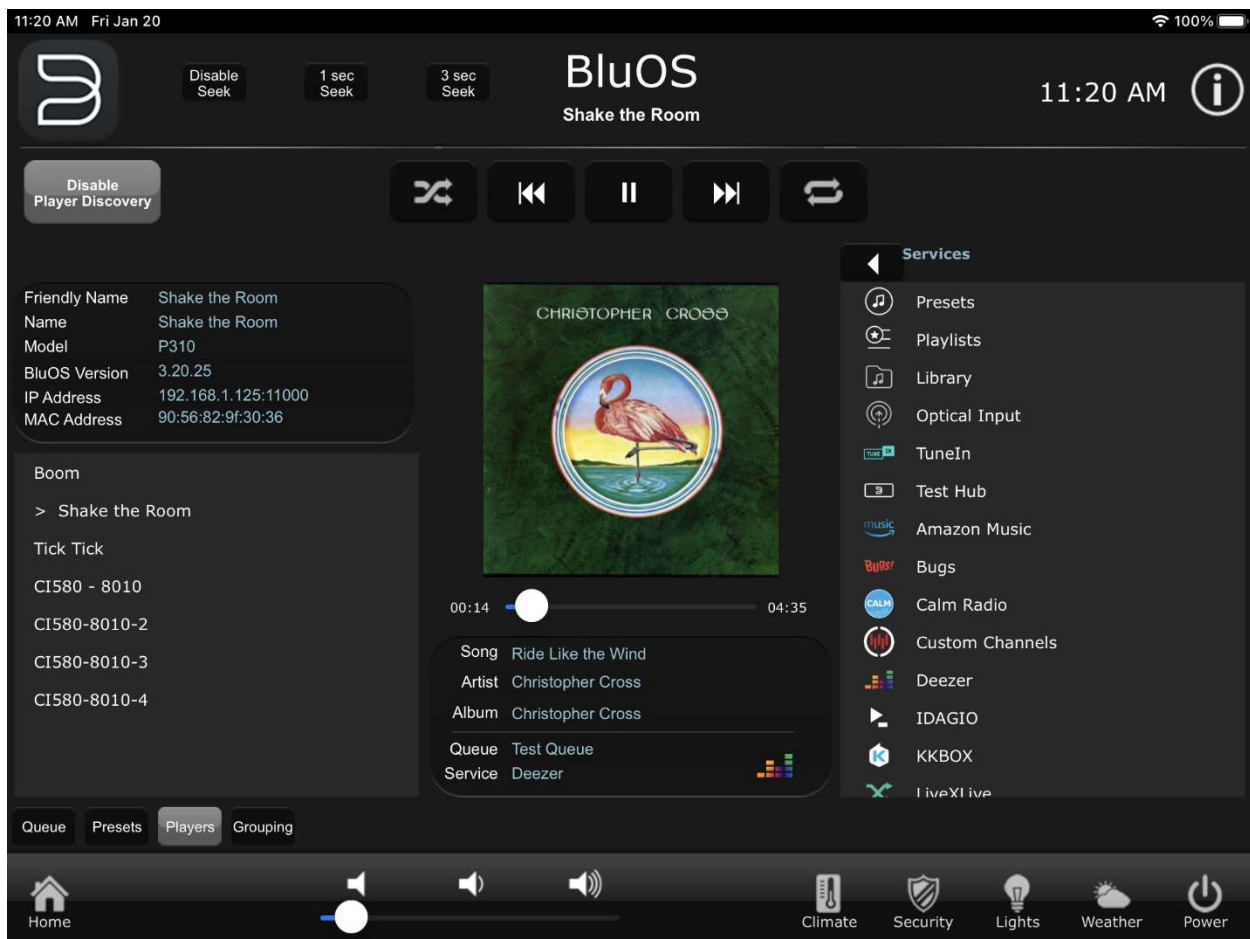 11:20 AM Fri Jan 20
100%
Disable
Seek
1 sec
Seek
3 sec
Seek
BluOS
Shake the Room
11:20 AM
Disable
Player Discovery
Services
Friendly Name Shake the Room
Name Shake the Room
Model P310
BluOS Version 3.20.25
IP Address 192.168.1.125:11000
MAC Address 90:56:82:9f:30:36
Boom
> Shake the Room
Tick Tick
CI580 - 8010
CI580-8010-2
CI580-8010-3
CI580-8010-4
CHRISTOPHER CROSS
00:14
04:35
Song Ride Like the Wind
Artist Christopher Cross
Album Christopher Cross
Queue Test Queue
Service Deezer
Presets
Playlists
Library
Optical Input
TUNE IN TuneIn
Test Hub
music Amazon Music
Bugs! Bugs
CALM Calm Radio
Custom Channels
Deezer
IDAGIO
KKBOX
LiveXLive
Queue Presets Players Grouping
Home
Climate Security Lights Weather Power